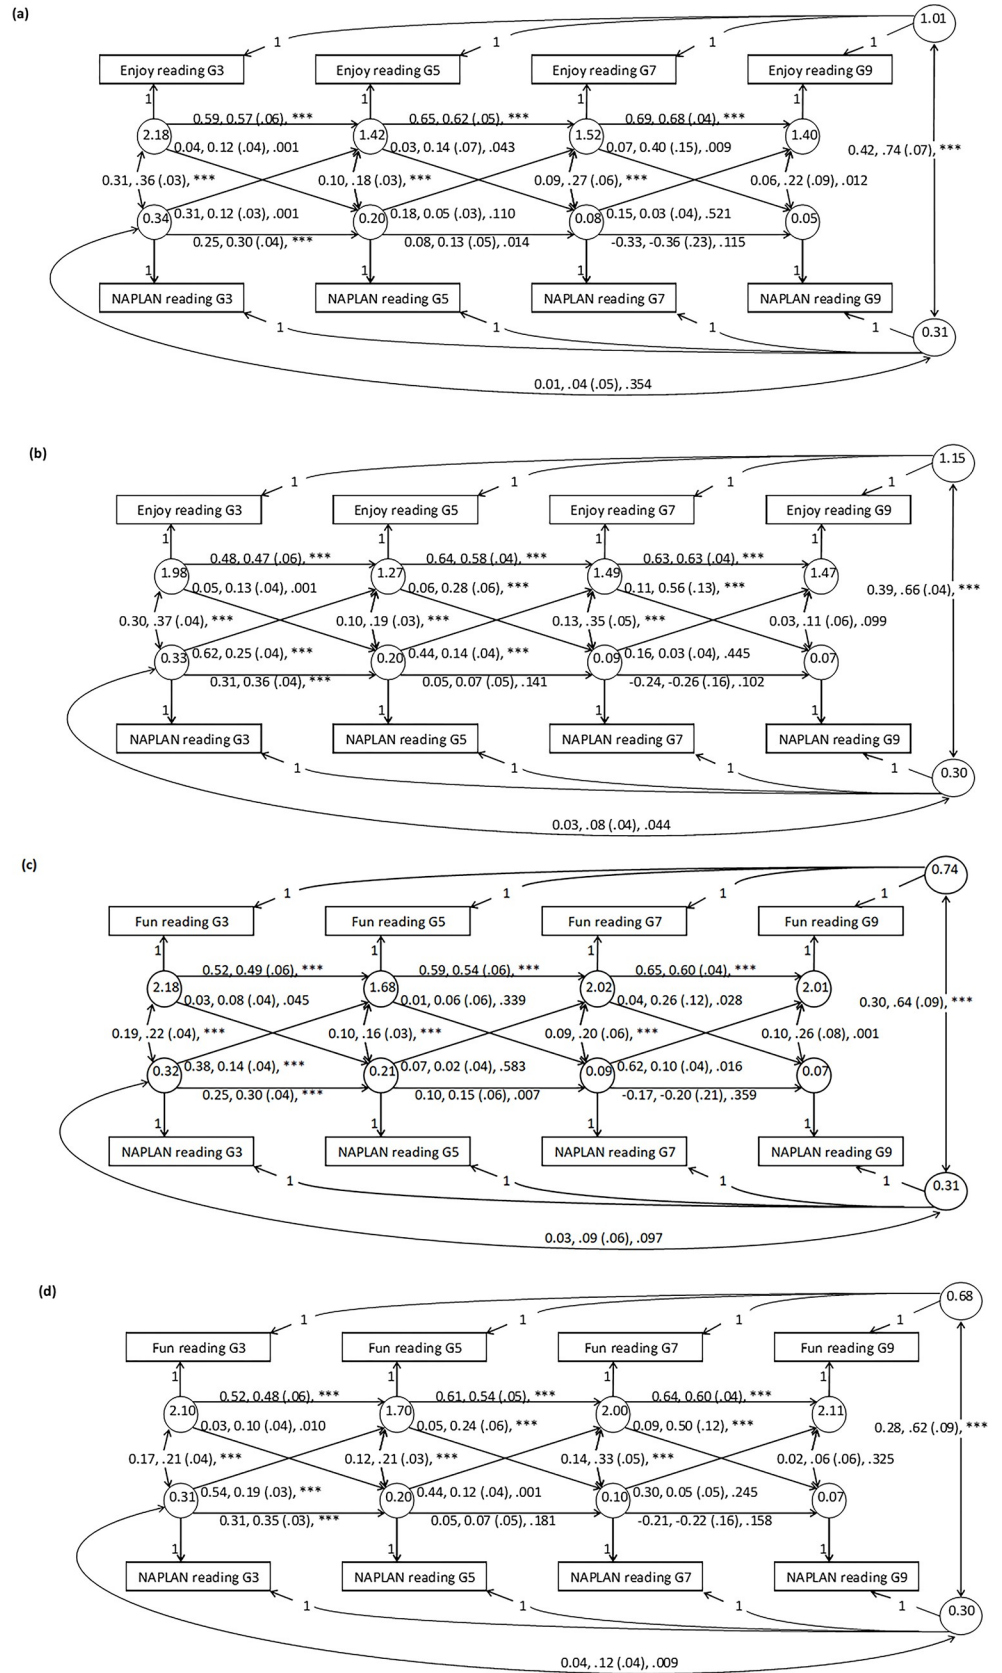 (a)
1.01
1 1 1 1
Enjoy reading G3 Enjoy reading G5 Enjoy reading G7 Enjoy reading G9
1 1 1 1
0.59, 0.57 (.06), *** 0.65, 0.62 (.05), *** 0.69, 0.68 (.04), ***
2.18 1.42 1.52 1.40
0.04, 0.12 (.04), .001 0.03, 0.14 (.07), .043 0.07, 0.40 (.15), .009 0.42, .74 (.07), ***
0.31, .36 (.03), *** 0.10, .18 (.03), *** 0.09, .27 (.06), *** 0.06, .22 (.09), .012
0.34 0.31, 0.12 (.03), .001 0.20 0.18, 0.05 (.03), .110 0.08 0.15, 0.03 (.04), .521 0.05
0.25, 0.30 (.04), *** 0.08, 0.13 (.05), .014 -0.33, -0.36 (.23), .115
1 1 1 1
NAPLAN reading G3 NAPLAN reading G5 NAPLAN reading G7 NAPLAN reading G9
1 1 1 1
0.31
0.01, .04 (.05), .354
(b)
1.15
1 1 1 1
Enjoy reading G3 Enjoy reading G5 Enjoy reading G7 Enjoy reading G9
1 1 1 1
0.48, 0.47 (.06), *** 0.64, 0.58 (.04), *** 0.63, 0.63 (.04), ***
1.98 1.27 1.49 1.47
0.05, 0.13 (.04), .001 0.06, 0.28 (.06), *** 0.11, 0.56 (.13), *** 0.39, .66 (.04), ***
0.30, .37 (.04), *** 0.10, .19 (.03), *** 0.13, .35 (.05), *** 0.03, .11 (.06), .099
0.33 0.62, 0.25 (.04), *** 0.20 0.44, 0.14 (.04), *** 0.09 0.16, 0.03 (.04), .445 0.07
0.31, 0.36 (.04), *** 0.05, 0.07 (.05), .141 -0.24, -0.26 (.16), .102
1 1 1 1
NAPLAN reading G3 NAPLAN reading G5 NAPLAN reading G7 NAPLAN reading G9
1 1 1 1
0.30
0.03, .08 (.04), .044
(c)
0.74
1 1 1 1
Fun reading G3 Fun reading G5 Fun reading G7 Fun reading G9
1 1 1 1
0.52, 0.49 (.06), *** 0.59, 0.54 (.06), *** 0.65, 0.60 (.04), ***
2.18 1.68 2.02 2.01
0.03, 0.08 (.04), .045 0.01, 0.06 (.06), .339 0.04, 0.26 (.12), .028 0.30, .64 (.09), ***
0.19, .22 (.04), *** 0.10, .16 (.03), *** 0.09, .20 (.06), *** 0.10, .26 (.08), .001
0.32 0.38, 0.14 (.04), *** 0.21 0.07, 0.02 (.04), .583 0.09 0.62, 0.10 (.04), .016 0.07
0.25, 0.30 (.04), *** 0.10, 0.15 (.06), .007 -0.17, -0.20 (.21), .359
1 1 1 1
NAPLAN reading G3 NAPLAN reading G5 NAPLAN reading G7 NAPLAN reading G9
1 1 1 1
0.31
0.03, .09 (.06), .097
(d)
0.68
1 1 1 1
Fun reading G3 Fun reading G5 Fun reading G7 Fun reading G9
1 1 1 1
0.52, 0.48 (.06), *** 0.61, 0.54 (.05), *** 0.64, 0.60 (.04), ***
2.10 1.70 2.00 2.11
0.03, 0.10 (.04), .010 0.05, 0.24 (.06), *** 0.09, 0.50 (.12), *** 0.28, .62 (.09), ***
0.17, .21 (.04), *** 0.12, .21 (.03), *** 0.14, .33 (.05), *** 0.02, .06 (.06), .325
0.31 0.54, 0.19 (.03), *** 0.20 0.44, 0.12 (.04), .001 0.10 0.30, 0.05 (.05), .245 0.07
0.31, 0.35 (.03), *** 0.05, 0.07 (.05), .181 -0.21, -0.22 (.16), .158
1 1 1 1
NAPLAN reading G3 NAPLAN reading G5 NAPLAN reading G7 NAPLAN reading G9
1 1 1 1
0.30
0.04, .12 (.04), .009